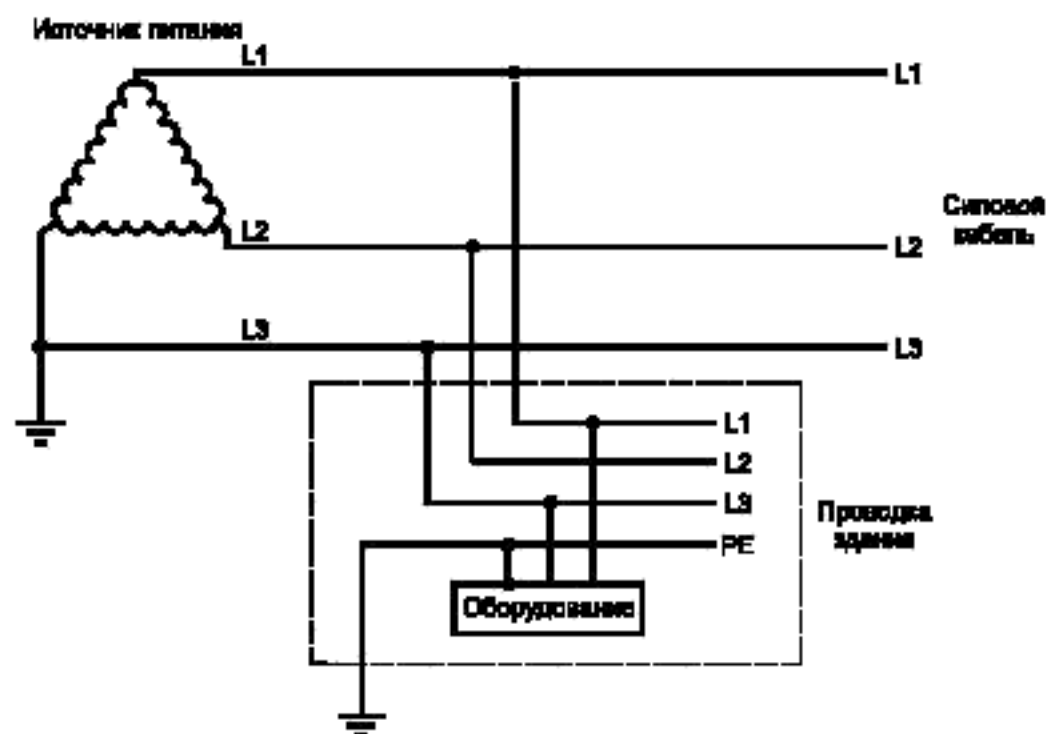 Источник питания
L1
L1
Силовой
кабель
L2
L2
L3
L3
L1
L2
L3
Проводка
здания
PE
Оборудование